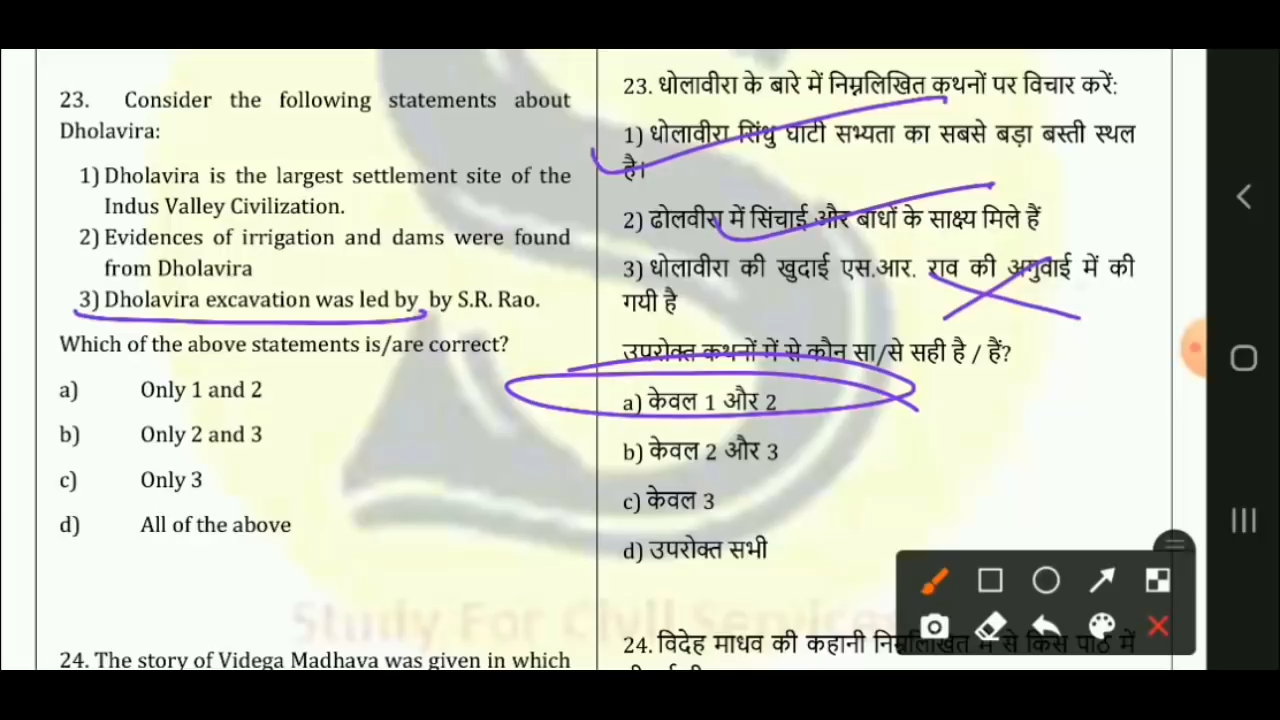 23. Consider the following statements about
Dholavira:
1) Dholavira is the largest settlement site of the
Indus Valley Civilization.
2) Evidences of irrigation and dams were found
from Dholavira
3) Dholavira excavation was led by by S.R. Rao.
Which of the above statements is/are correct?
a) Only 1 and 2
b) Only 2 and 3
c) Only 3
d) All of the above
24. The story of Videga Madhava was given in which
23. धोलावीरा के बारे में निम्नलिखित कथनों पर विचार करें:
1) धोलावीरा सिंधु घाटी सभ्यता का सबसे बड़ा बस्ती स्थल
है।
2) ढोलवीरा में सिंचाई और बांधों के साक्ष्य मिले हैं
3) धोलावीरा की खुदाई एस.आर. राव की अगुवाई में की
गयी है
उपरोक्त कथनों में से कौन सा/से सही है / हैं?
a) केवल 1 और 2
b) केवल 2 और 3
c) केवल 3
d) उपरोक्त सभी
24. विदेह माधव की कहानी निम्नलिखित में से किस पाठ में
Study For Civil Services